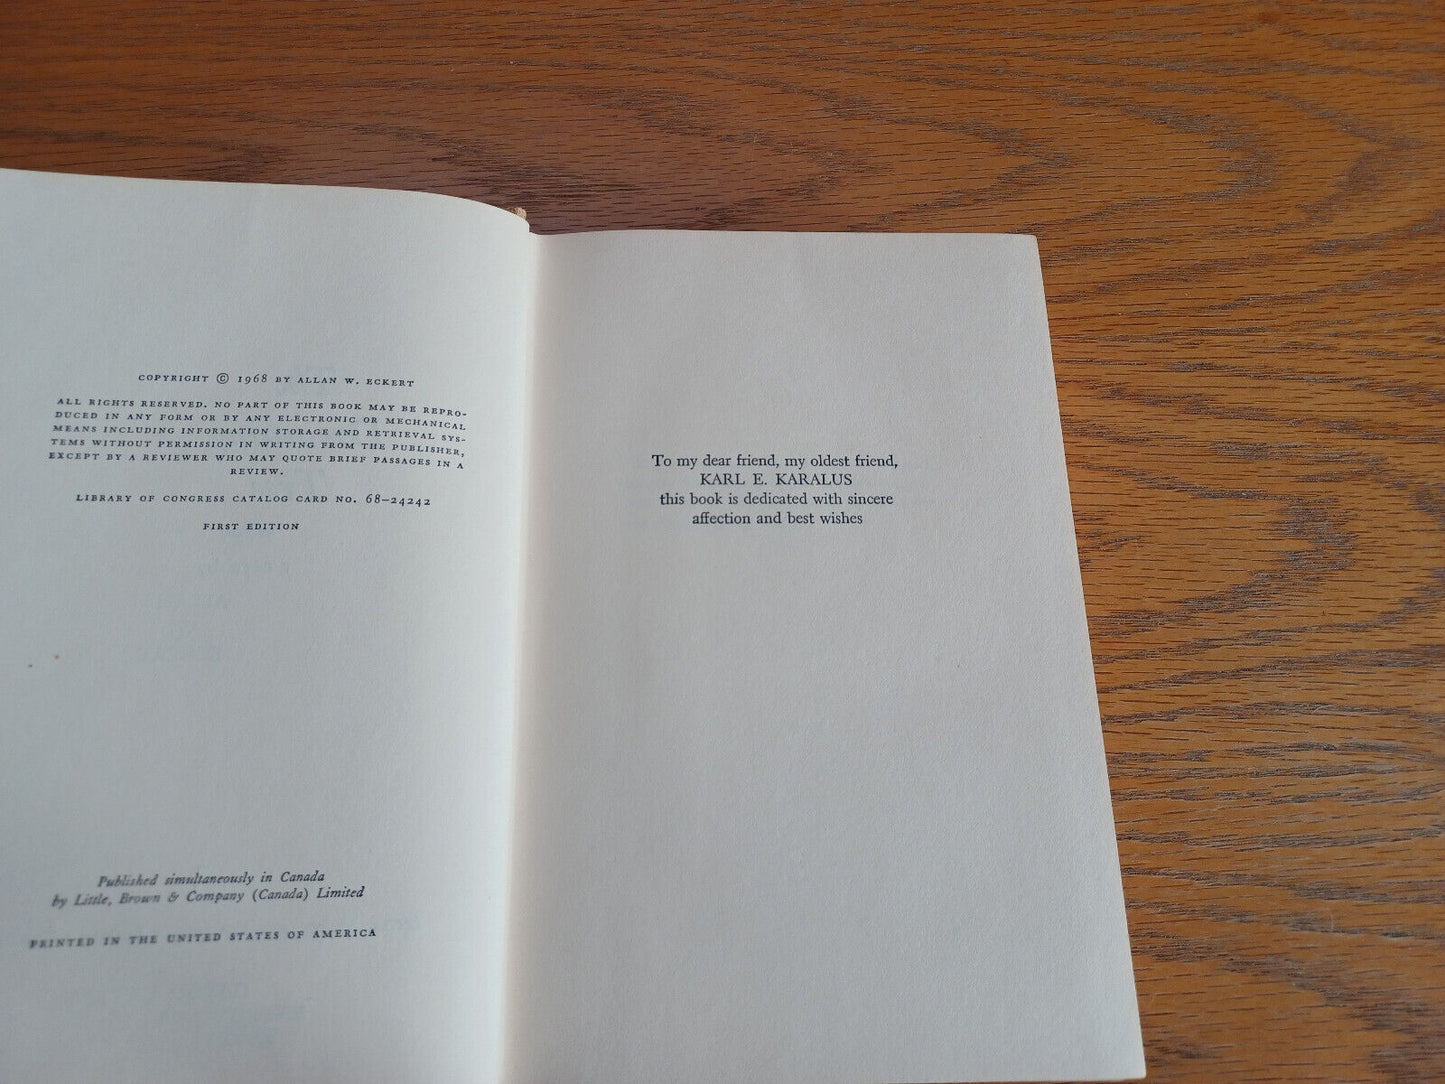 COPYRIGHT © 1968 BY ALLAN W. ECKERT
ALL RIGHTS RESERVED. NO PART OF THIS BOOK MAY BE REPRO-
DUCED IN ANY FORM OR BY ANY ELECTRONIC OR MECHANICAL
MEANS INCLUDING INFORMATION STORAGE AND RETRIEVAL SYS-
TEMS WITHOUT PERMISSION IN WRITING FROM THE PUBLISHER,
EXCEPT BY A REVIEWER WHO MAY QUOTE BRIEF PASSAGES IN A
REVIEW.
LIBRARY OF CONGRESS CATALOG CARD NO. 68–24242
FIRST EDITION
Published simultaneously in Canada
by Little, Brown & Company (Canada) Limited
PRINTED IN THE UNITED STATES OF AMERICA
To my dear friend, my oldest friend,
KARL E. KARALUS
this book is dedicated with sincere
affection and best wishes